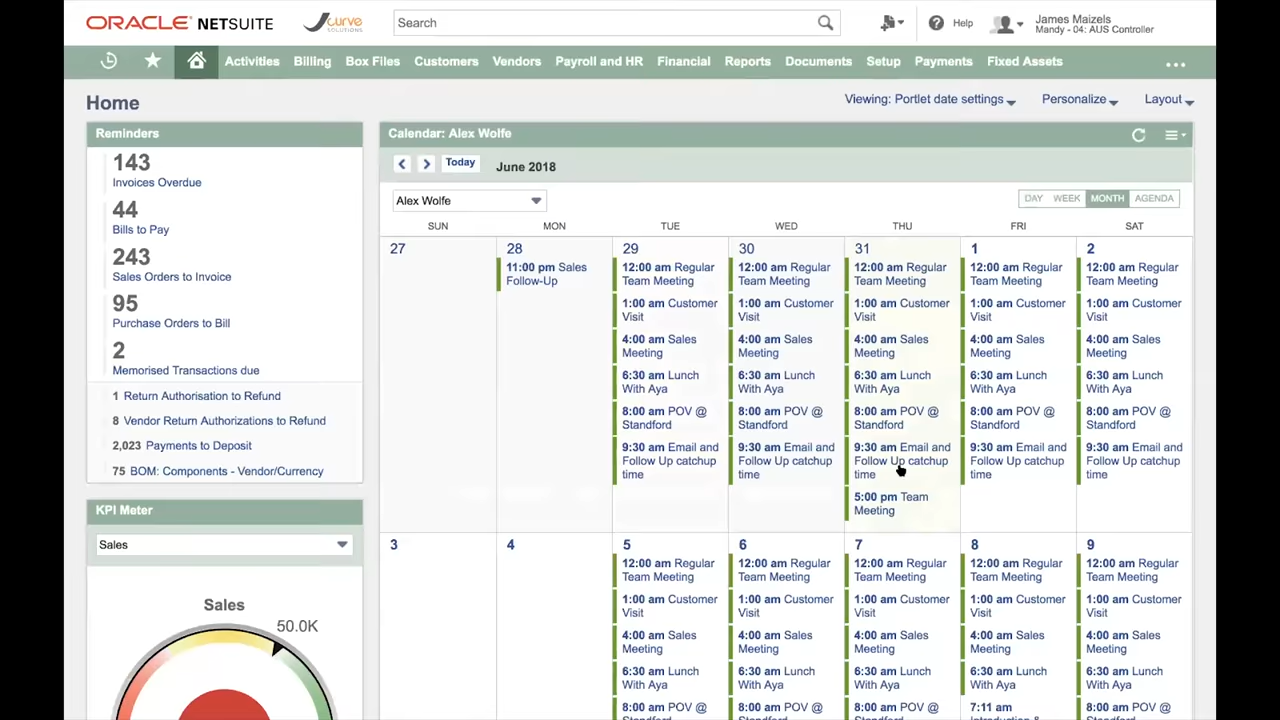 ORACLE NETSUITE
curve SOLUTIONS
Search
Help
James Maizels
Mandy - 04: AUS Controller
Activities Billing Box Files Customers Vendors Payroll and HR Financial Reports Documents Setup Payments Fixed Assets
Home
Viewing: Portlet date settings Personalize Layout
Reminders
143
Invoices Overdue
44
Bills to Pay
243
Sales Orders to Invoice
95
Purchase Orders to Bill
2
Memorised Transactions due
1 Return Authorisation to Refund
8 Vendor Return Authorizations to Refund
2,023 Payments to Deposit
75 BOM: Components - Vendor/Currency
KPI Meter
Sales
Sales
50.0K
Calendar: Alex Wolfe
Today June 2018
Alex Wolfe
DAY WEEK MONTH AGENDA
SUN MON TUE WED THU FRI SAT
27
28
11:00 pm Sales
Follow-Up
29
12:00 am Regular
Team Meeting
1:00 am Customer
Visit
4:00 am Sales
Meeting
6:30 am Lunch
With Aya
8:00 am POV @
Standford
9:30 am Email and
Follow Up catchup
time
30
12:00 am Regular
Team Meeting
1:00 am Customer
Visit
4:00 am Sales
Meeting
6:30 am Lunch
With Aya
8:00 am POV @
Standford
9:30 am Email and
Follow Up catchup
time
31
12:00 am Regular
Team Meeting
1:00 am Customer
Visit
4:00 am Sales
Meeting
6:30 am Lunch
With Aya
8:00 am POV @
Standford
9:30 am Email and
Follow Up catchup
time
5:00 pm Team
Meeting
1
12:00 am Regular
Team Meeting
1:00 am Customer
Visit
4:00 am Sales
Meeting
6:30 am Lunch
With Aya
8:00 am POV @
Standford
9:30 am Email and
Follow Up catchup
time
2
12:00 am Regular
Team Meeting
1:00 am Customer
Visit
4:00 am Sales
Meeting
6:30 am Lunch
With Aya
8:00 am POV @
Standford
9:30 am Email and
Follow Up catchup
time
3
4
5
12:00 am Regular
Team Meeting
1:00 am Customer
Visit
4:00 am Sales
Meeting
6:30 am Lunch
With Aya
8:00 am POV @
6
12:00 am Regular
Team Meeting
1:00 am Customer
Visit
4:00 am Sales
Meeting
6:30 am Lunch
With Aya
8:00 am POV @
7
12:00 am Regular
Team Meeting
1:00 am Customer
Visit
4:00 am Sales
Meeting
6:30 am Lunch
With Aya
8:00 am POV @
8
12:00 am Regular
Team Meeting
1:00 am Customer
Visit
4:00 am Sales
Meeting
6:30 am Lunch
With Aya
7:11 am
9
12:00 am Regular
Team Meeting
1:00 am Customer
Visit
4:00 am Sales
Meeting
6:30 am Lunch
With Aya
8:00 am POV @